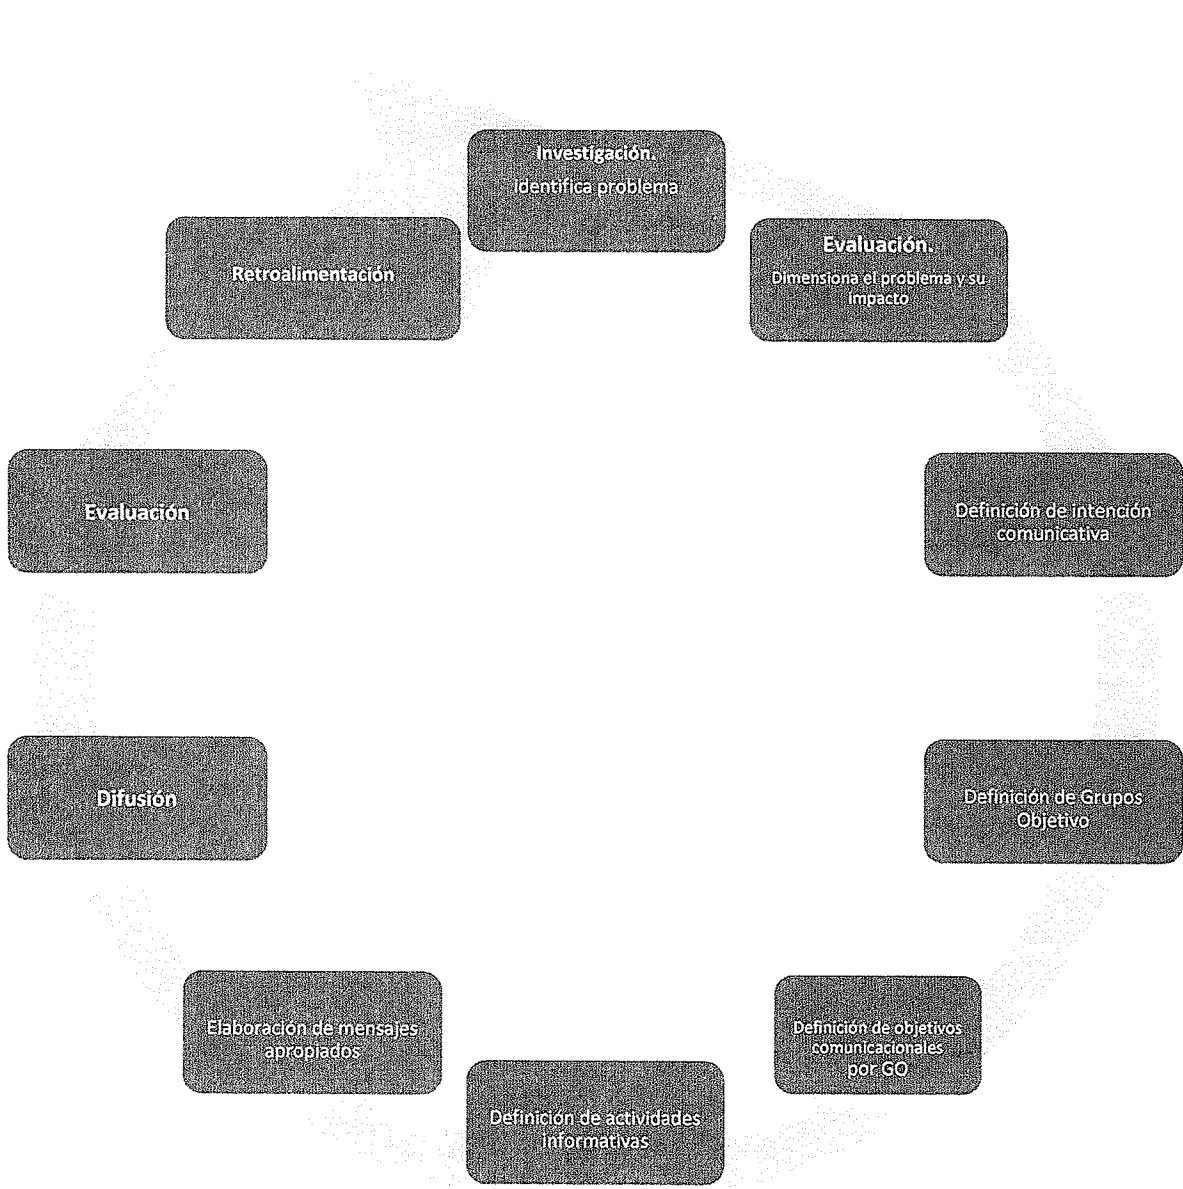 Investigación.
Identifica problema
Evaluación.
Dimensiona el problema y su
impacto
Definición de intención
comunicativa
Definición de Grupos
Objetivo
Definición de objetivos
comunicacionales
por GO
Definición de actividades
informativas
Elaboración de mensajes
apropiados
Difusión
Evaluación
Retroalimentación